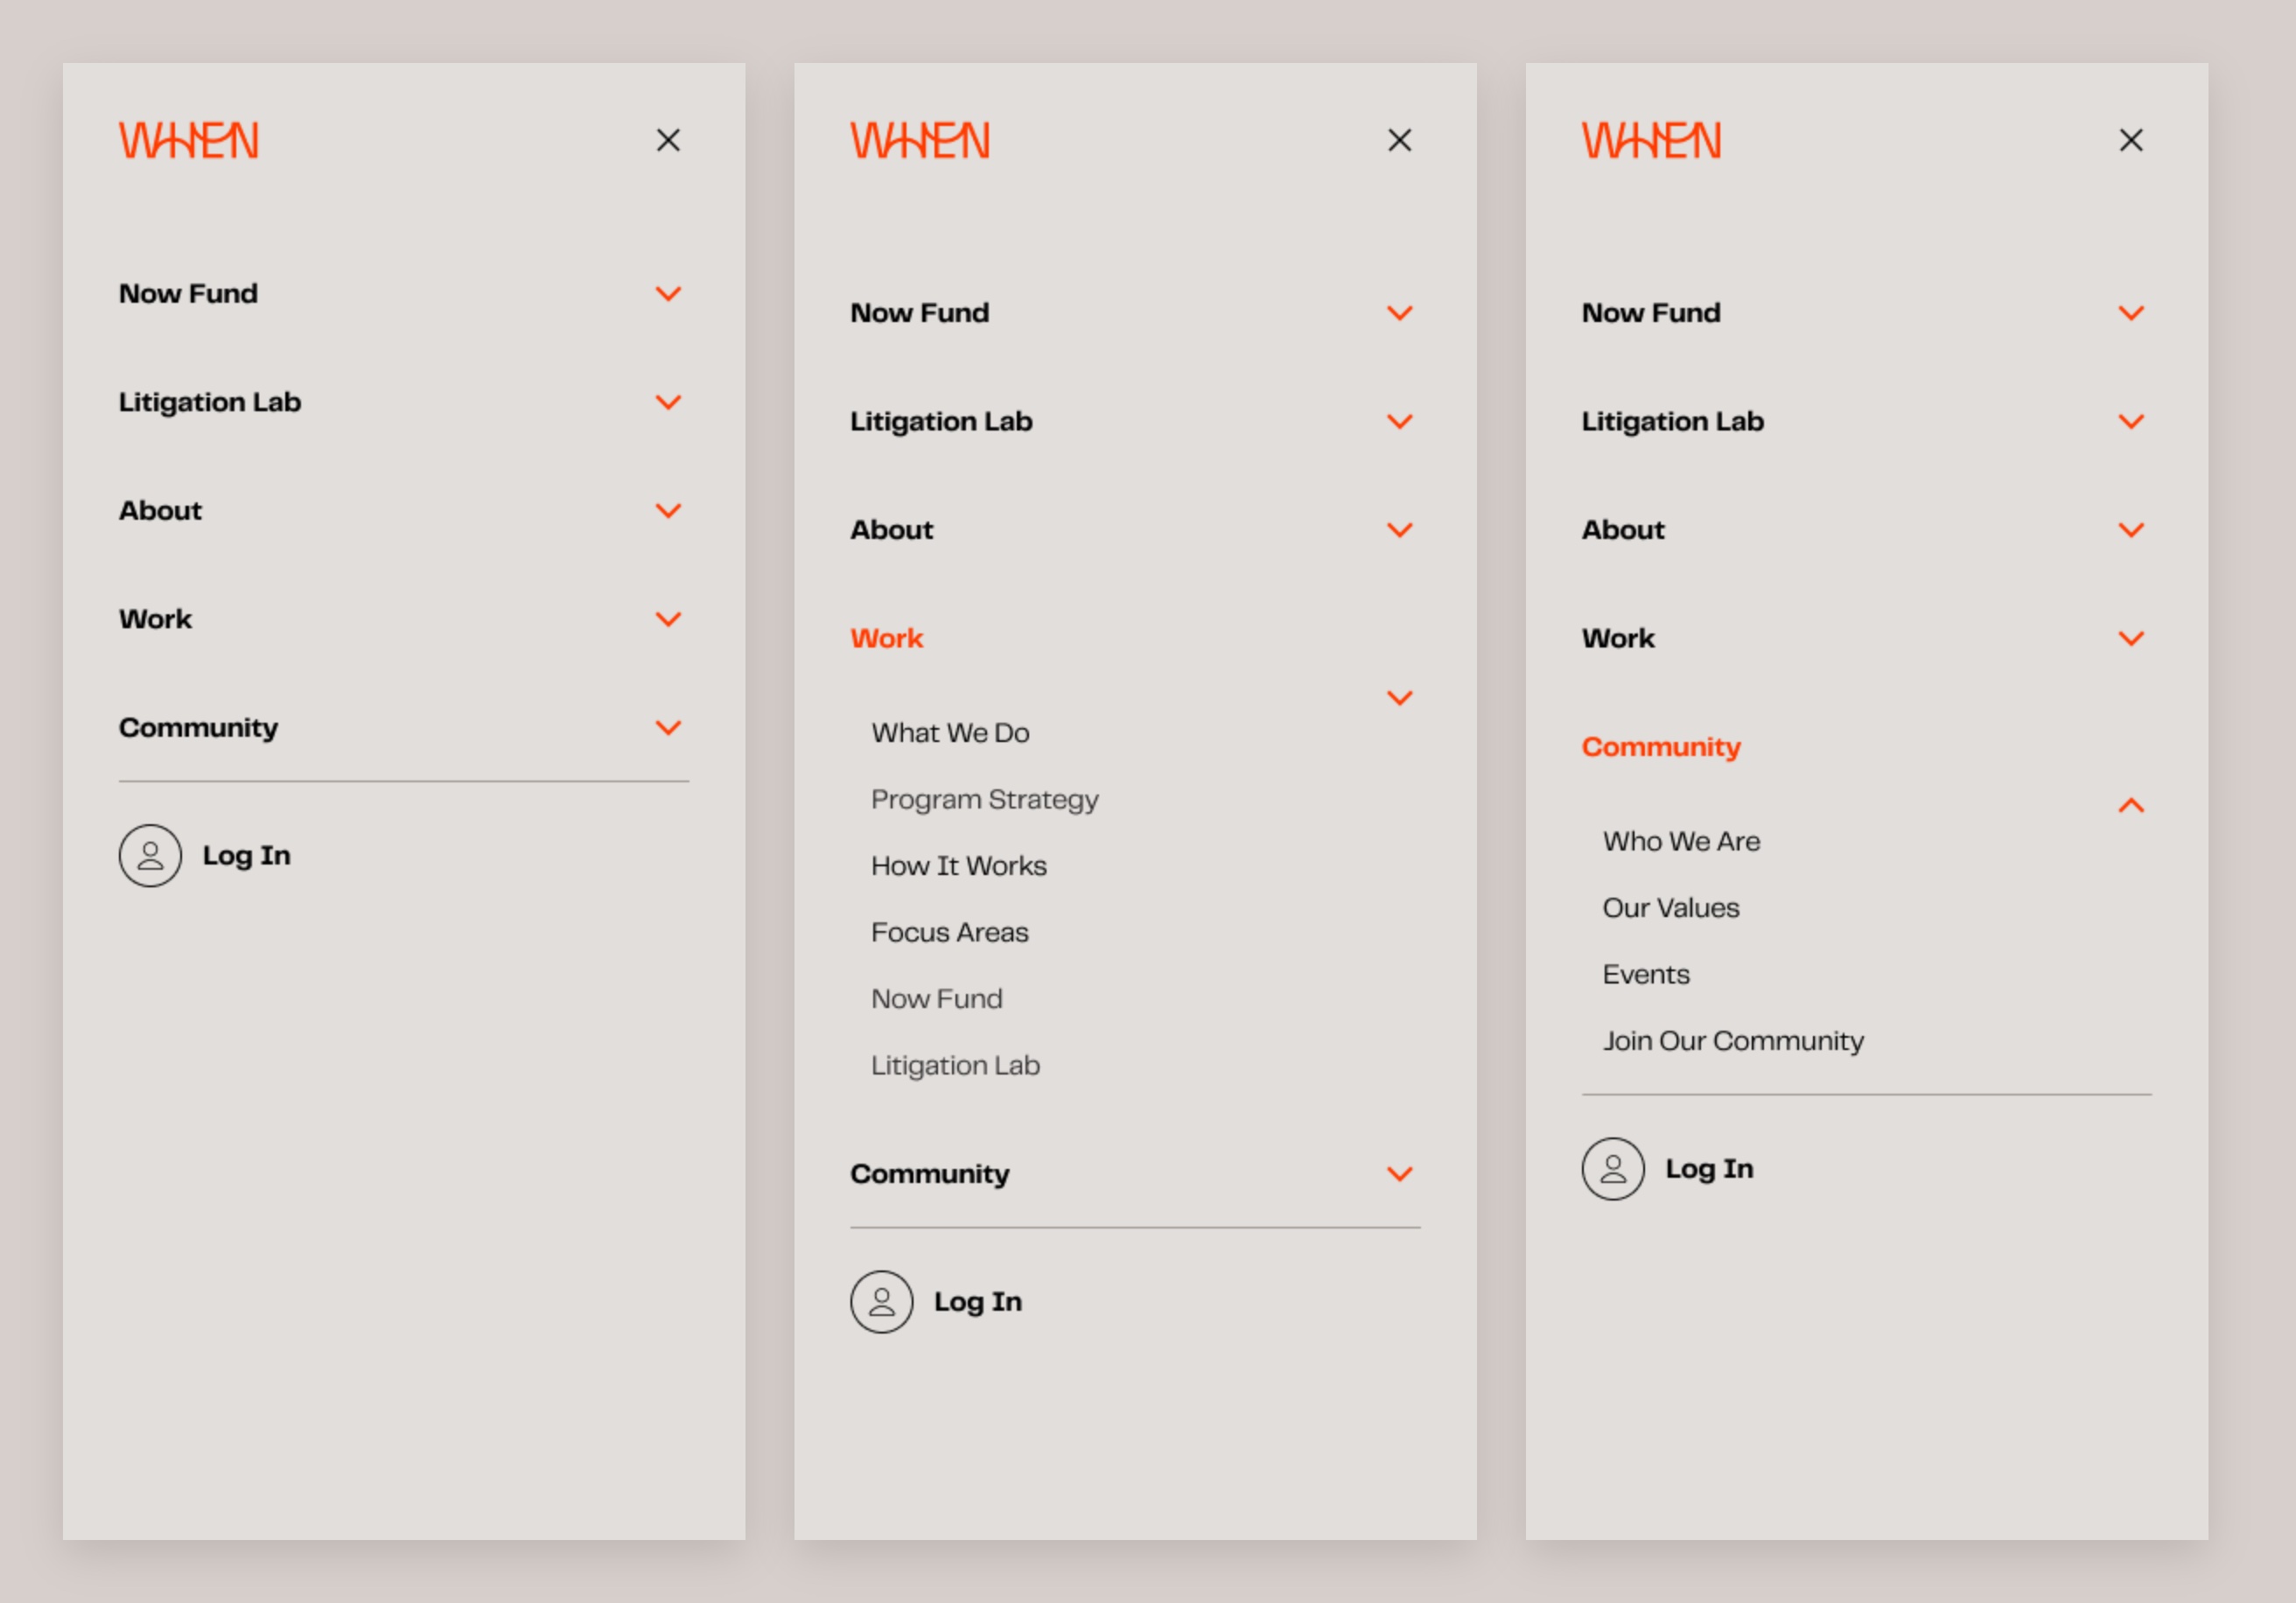 WHEN
Now Fund
Litigation Lab
About
Work
Community
Log In
WHEN
Now Fund
Litigation Lab
About
Work
What We Do
Program Strategy
How It Works
Focus Areas
Now Fund
Litigation Lab
Community
Log In
WHEN
Now Fund
Litigation Lab
About
Work
Community
Who We Are
Our Values
Events
Join Our Community
Log In